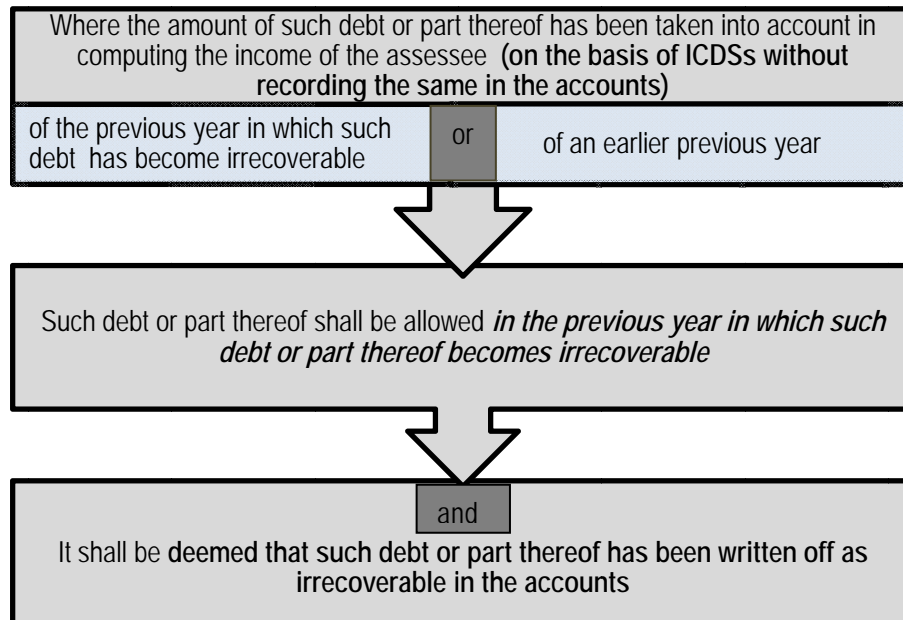 Where the amount of such debt or part thereof has been taken into account in
computing the income of the assessee (on the basis of ICDSs without
recording the same in the accounts)
of the previous year in which such
debt has become irrecoverable
or
of an earlier previous year
Such debt or part thereof shall be allowed in the previous year in which such
debt or part thereof becomes irrecoverable
and
It shall be deemed that such debt or part thereof has been written off as
irrecoverable in the accounts